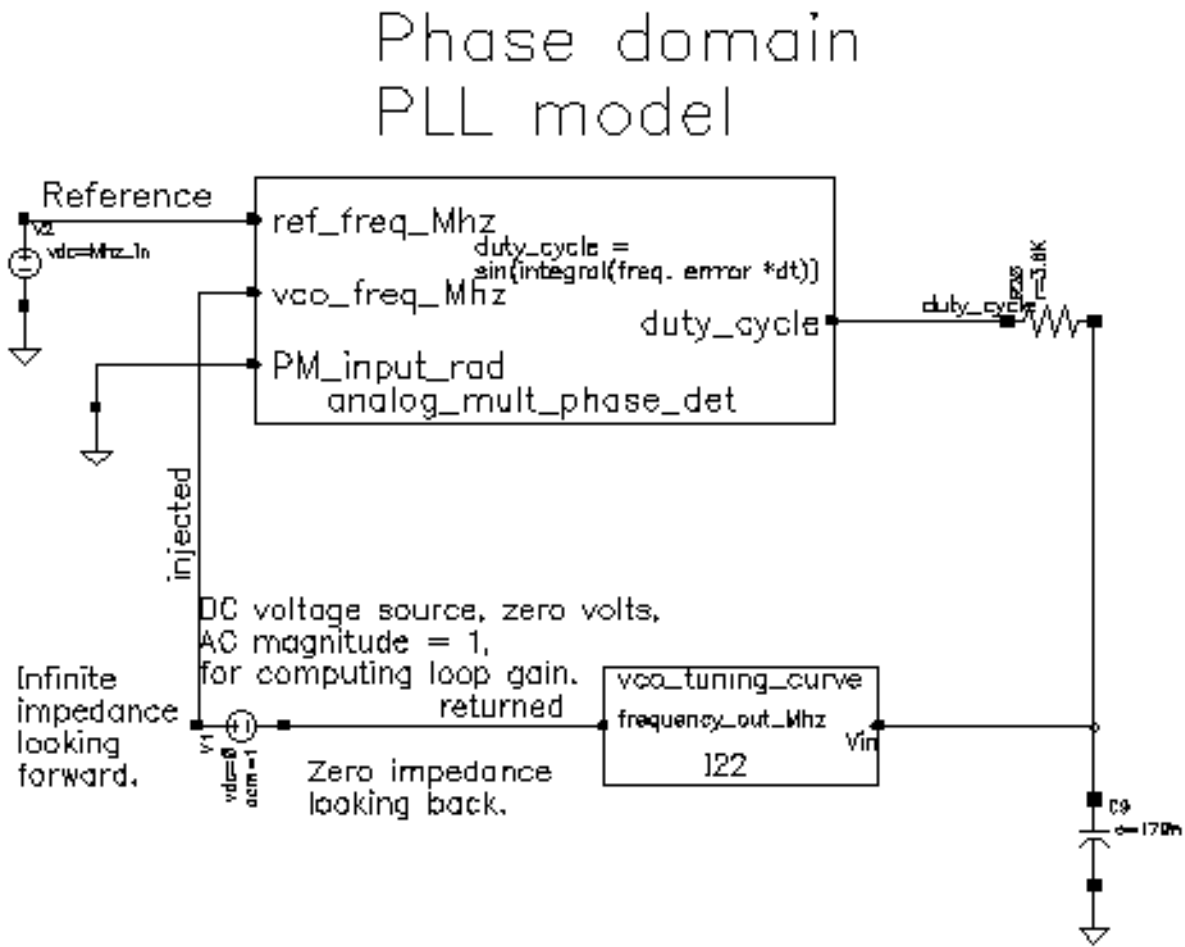 Phase domain
PLL model
Reference
V2
vdc=Mhz_in
ref_freq_Mhz
duty_cycle =
sin(integral(freq. error *dt))
vco_freq_Mhz
duty_cycle
duty_cycle
PM_input_rad
analog_mult_phase_det
injected
DC voltage source, zero volts,
AC magnitude = 1,
for computing loop gain.
Infinite
impedance
looking
forward.
returned
V1
vdc=0
acm=1
Zero impedance
looking back.
vco_tuning_curve
frequency_out_Mhz
Vin
I22
C9